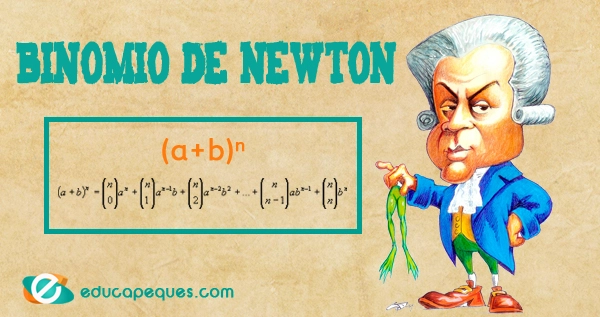 BINOMIO DE NEWTON
(a+b)ⁿ
(a + b)ⁿ = (n 0)aⁿ + (n 1)aⁿ⁻¹b + (n 2)aⁿ⁻²b² + ... + (n n−1)abⁿ⁻¹ + (n n)bⁿ
educapeques.com